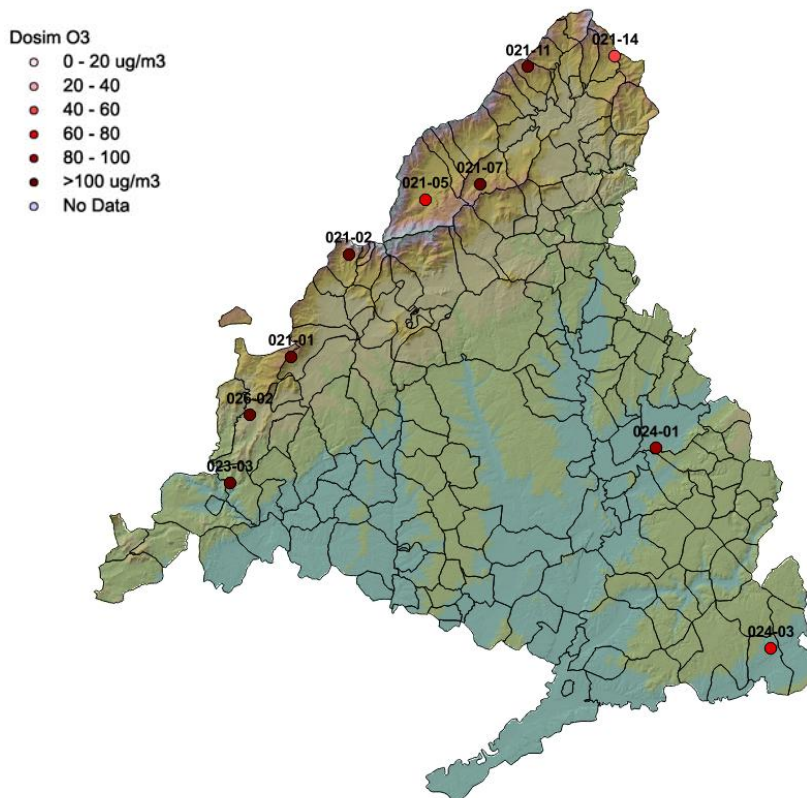 Dosim O3
0 - 20 ug/m3
20 - 40
40 - 60
60 - 80
80 - 100
>100 ug/m3
No Data
021-14
021-11
021-07
021-05
021-02
021-01
026-02
024-01
023-03
024-03